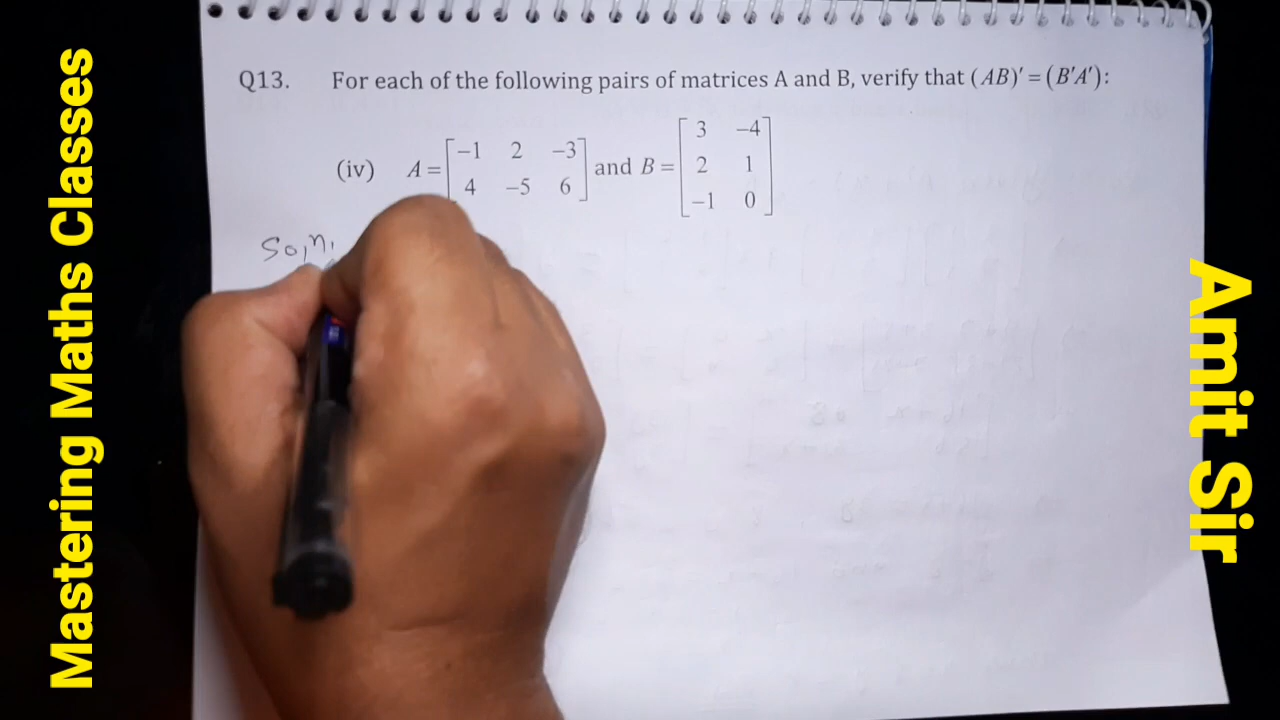 Mastering Maths Classes
Q13. For each of the following pairs of matrices A and B, verify that (AB)′ = (B′A′):
(iv) A = [−1 2 −3; 4 −5 6] and B = [3 −4; 2 1; −1 0]
Soln.
Amit Sir